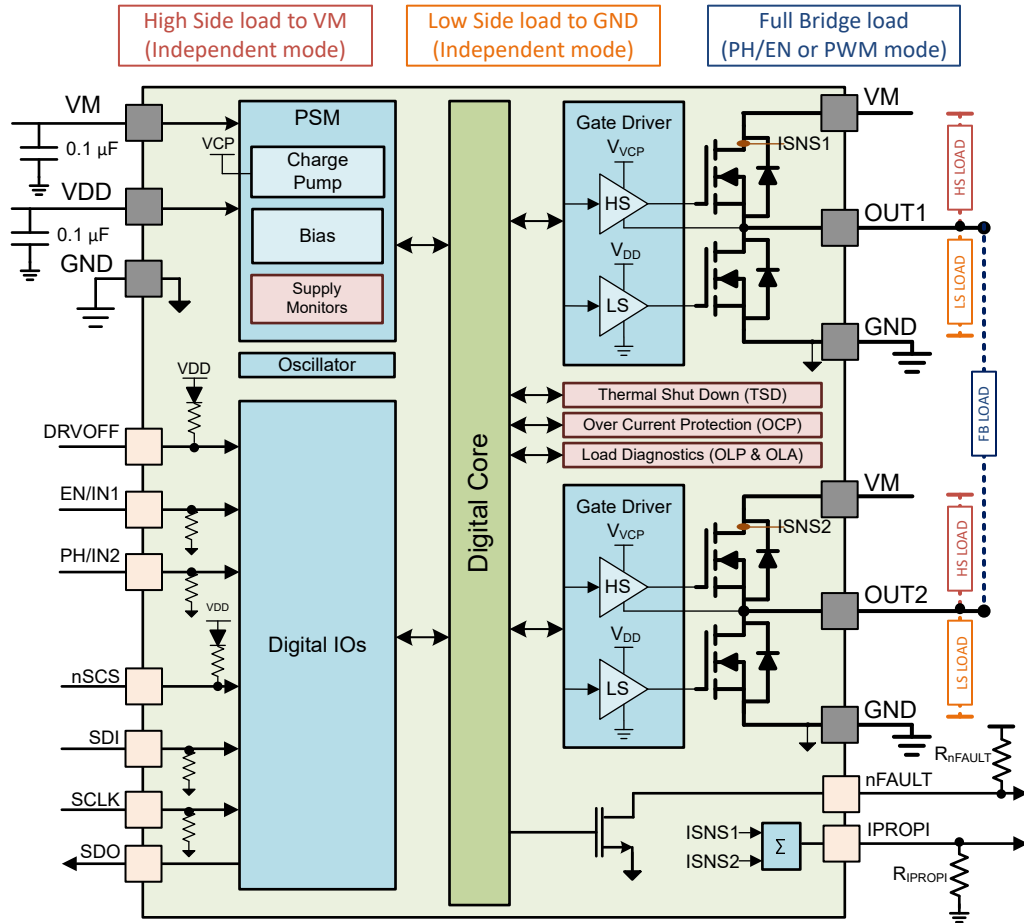 High Side load to VM
(Independent mode)
Low Side load to GND
(Independent mode)
Full Bridge load
(PH/EN or PWM mode)
VM
0.1 µF
VDD
0.1 µF
GND
PSM
VCP
Charge
Pump
Bias
Supply
Monitors
Oscillator
VDD
DRVOFF
EN/IN1
PH/IN2
VDD
nSCS
SDI
SCLK
SDO
Digital IOs
Digital Core
Gate Driver
VVCP
HS
VDD
LS
ISNS1
VM
OUT1
GND
HS LOAD
LS LOAD
FB LOAD
Thermal Shut Down (TSD)
Over Current Protection (OCP)
Load Diagnostics (OLP & OLA)
Gate Driver
VVCP
HS
VDD
LS
ISNS2
VM
OUT2
GND
HS LOAD
LS LOAD
RnFAULT
nFAULT
ISNS1
ISNS2
Σ
IPROPI
RIPROPI